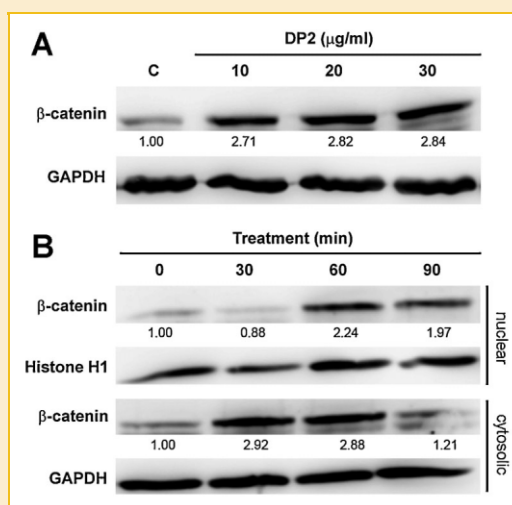 A
DP2 (µg/ml)
C 10 20 30
β-catenin
1.00 2.71 2.82 2.84
GAPDH
B
Treatment (min)
0 30 60 90
β-catenin
1.00 0.88 2.24 1.97
Histone H1
nuclear
β-catenin
1.00 2.92 2.88 1.21
GAPDH
cytosolic